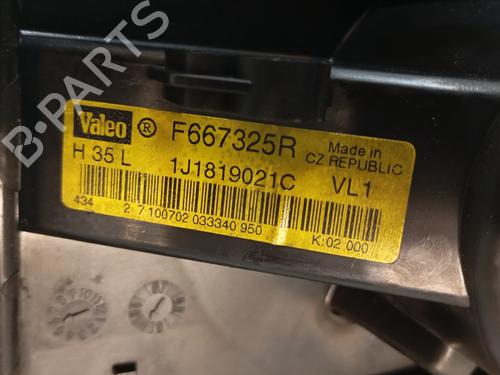 B-PARTS
Valeo ® F667325R Made in
CZ REPUBLIC
H 35 L 1J1819021C VL1
434 2 7 100702 033340 950 K:02 000